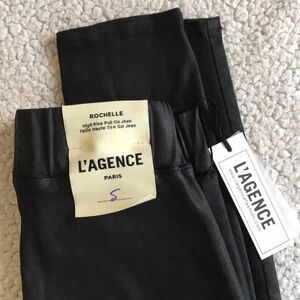 ROCHELLE
High Rise Pull On Jean
Taille Haute Tire Sur Jean
L'AGENCE
PARIS
S
L'AGENCE